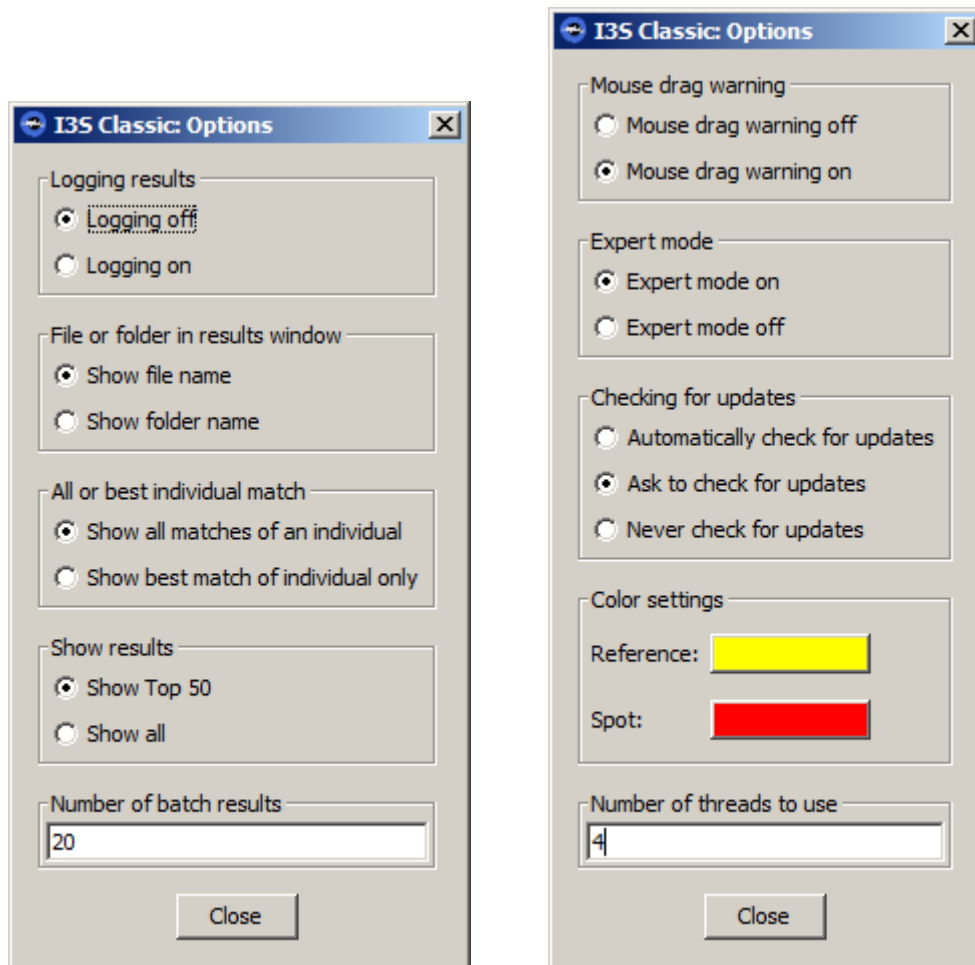 I3S Classic: Options
Logging results
Logging off
Logging on
File or folder in results window
Show file name
Show folder name
All or best individual match
Show all matches of an individual
Show best match of individual only
Show results
Show Top 50
Show all
Number of batch results
20
Close
I3S Classic: Options
Mouse drag warning
Mouse drag warning off
Mouse drag warning on
Expert mode
Expert mode on
Expert mode off
Checking for updates
Automatically check for updates
Ask to check for updates
Never check for updates
Color settings
Reference:
Spot:
Number of threads to use
4
Close